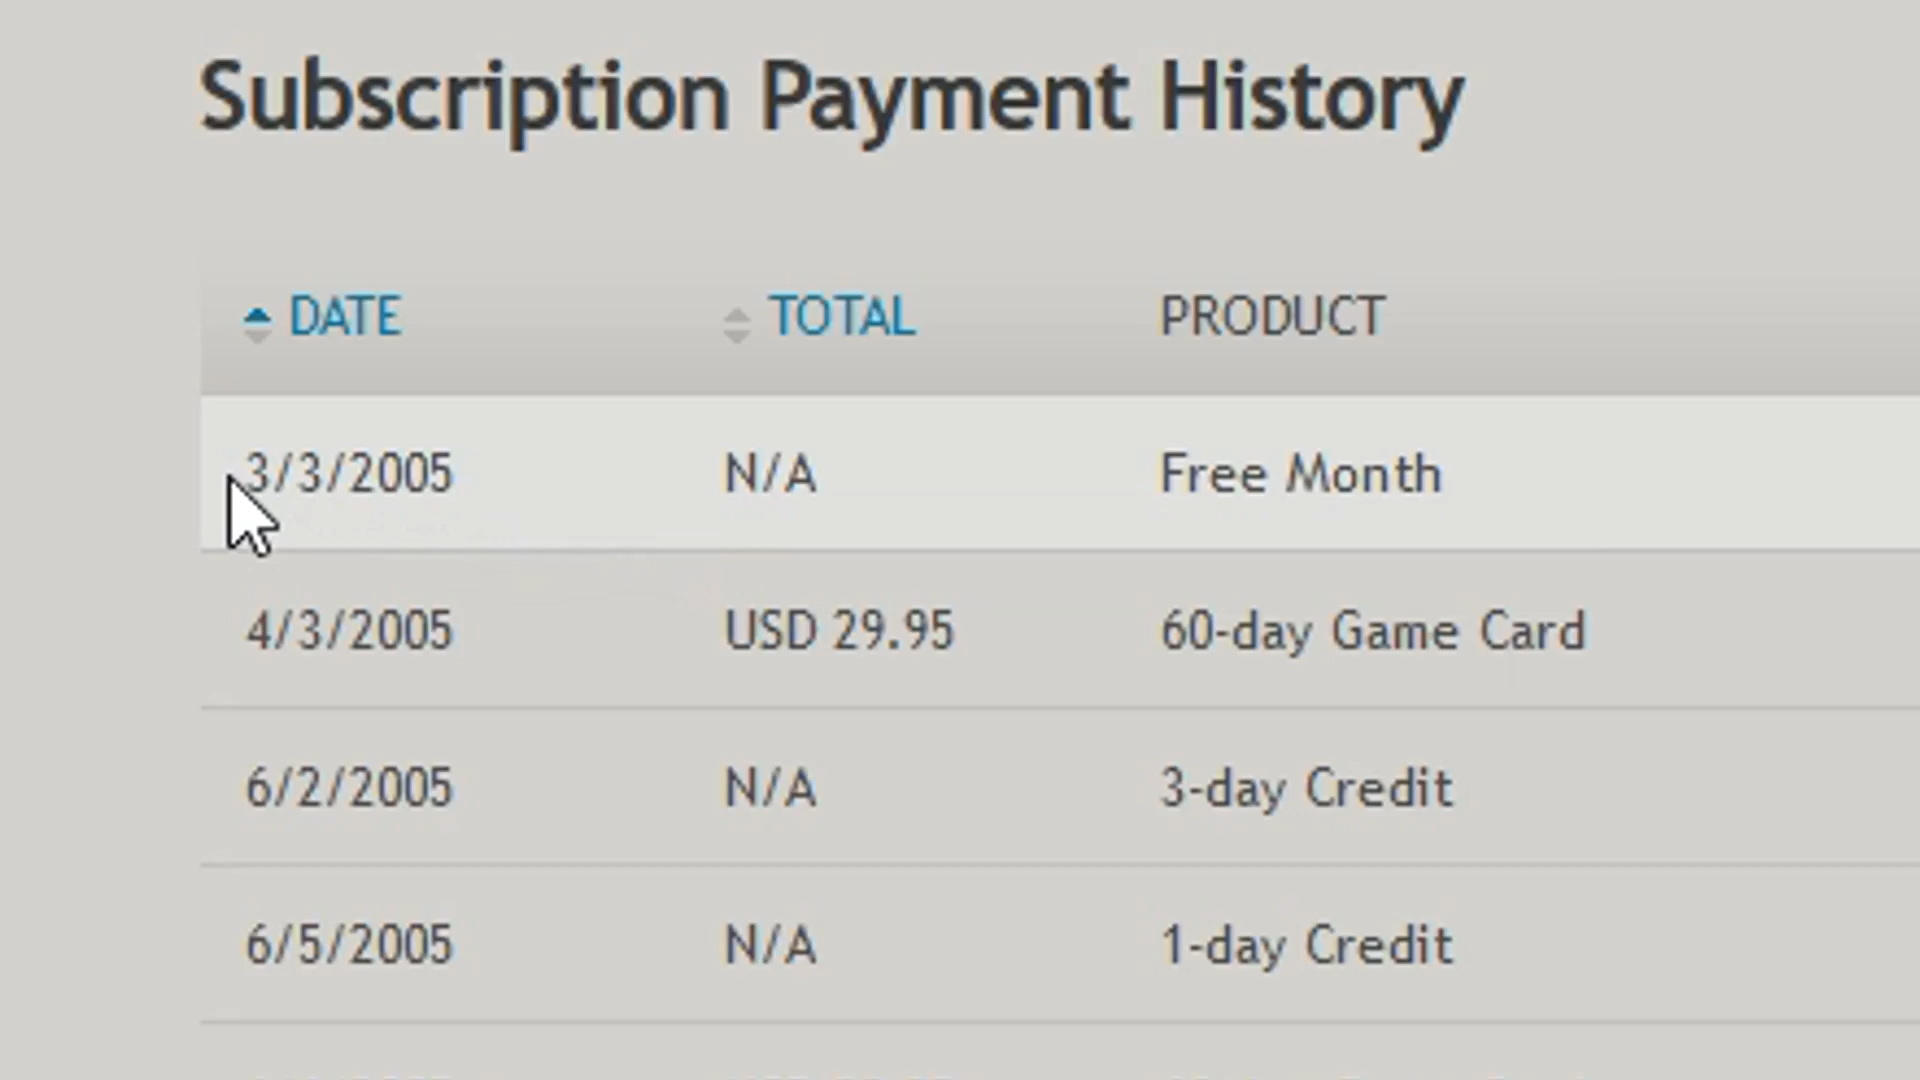 Subscription Payment History
DATE TOTAL PRODUCT
3/3/2005 N/A Free Month
4/3/2005 USD 29.95 60-day Game Card
6/2/2005 N/A 3-day Credit
6/5/2005 N/A 1-day Credit